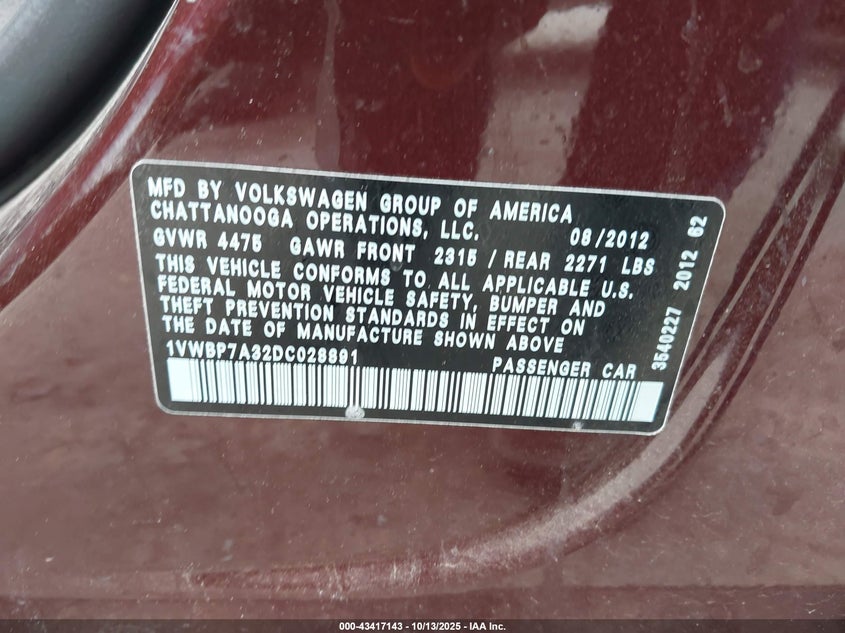 MFD BY VOLKSWAGEN GROUP OF AMERICA
CHATTANOOGA OPERATIONS, LLC. 08/2012
GVWR 4475 GAWR FRONT 2315 / REAR 2271 LBS
THIS VEHICLE CONFORMS TO ALL APPLICABLE U.S.
FEDERAL MOTOR VEHICLE SAFETY, BUMPER AND
THEFT PREVENTION STANDARDS IN EFFECT ON
THE DATE OF MANUFACTURE SHOWN ABOVE
1VWBP7A32DC028891 PASSENGER CAR
3540227 2012 62
000-43417143 - 10/13/2025 - IAA Inc.